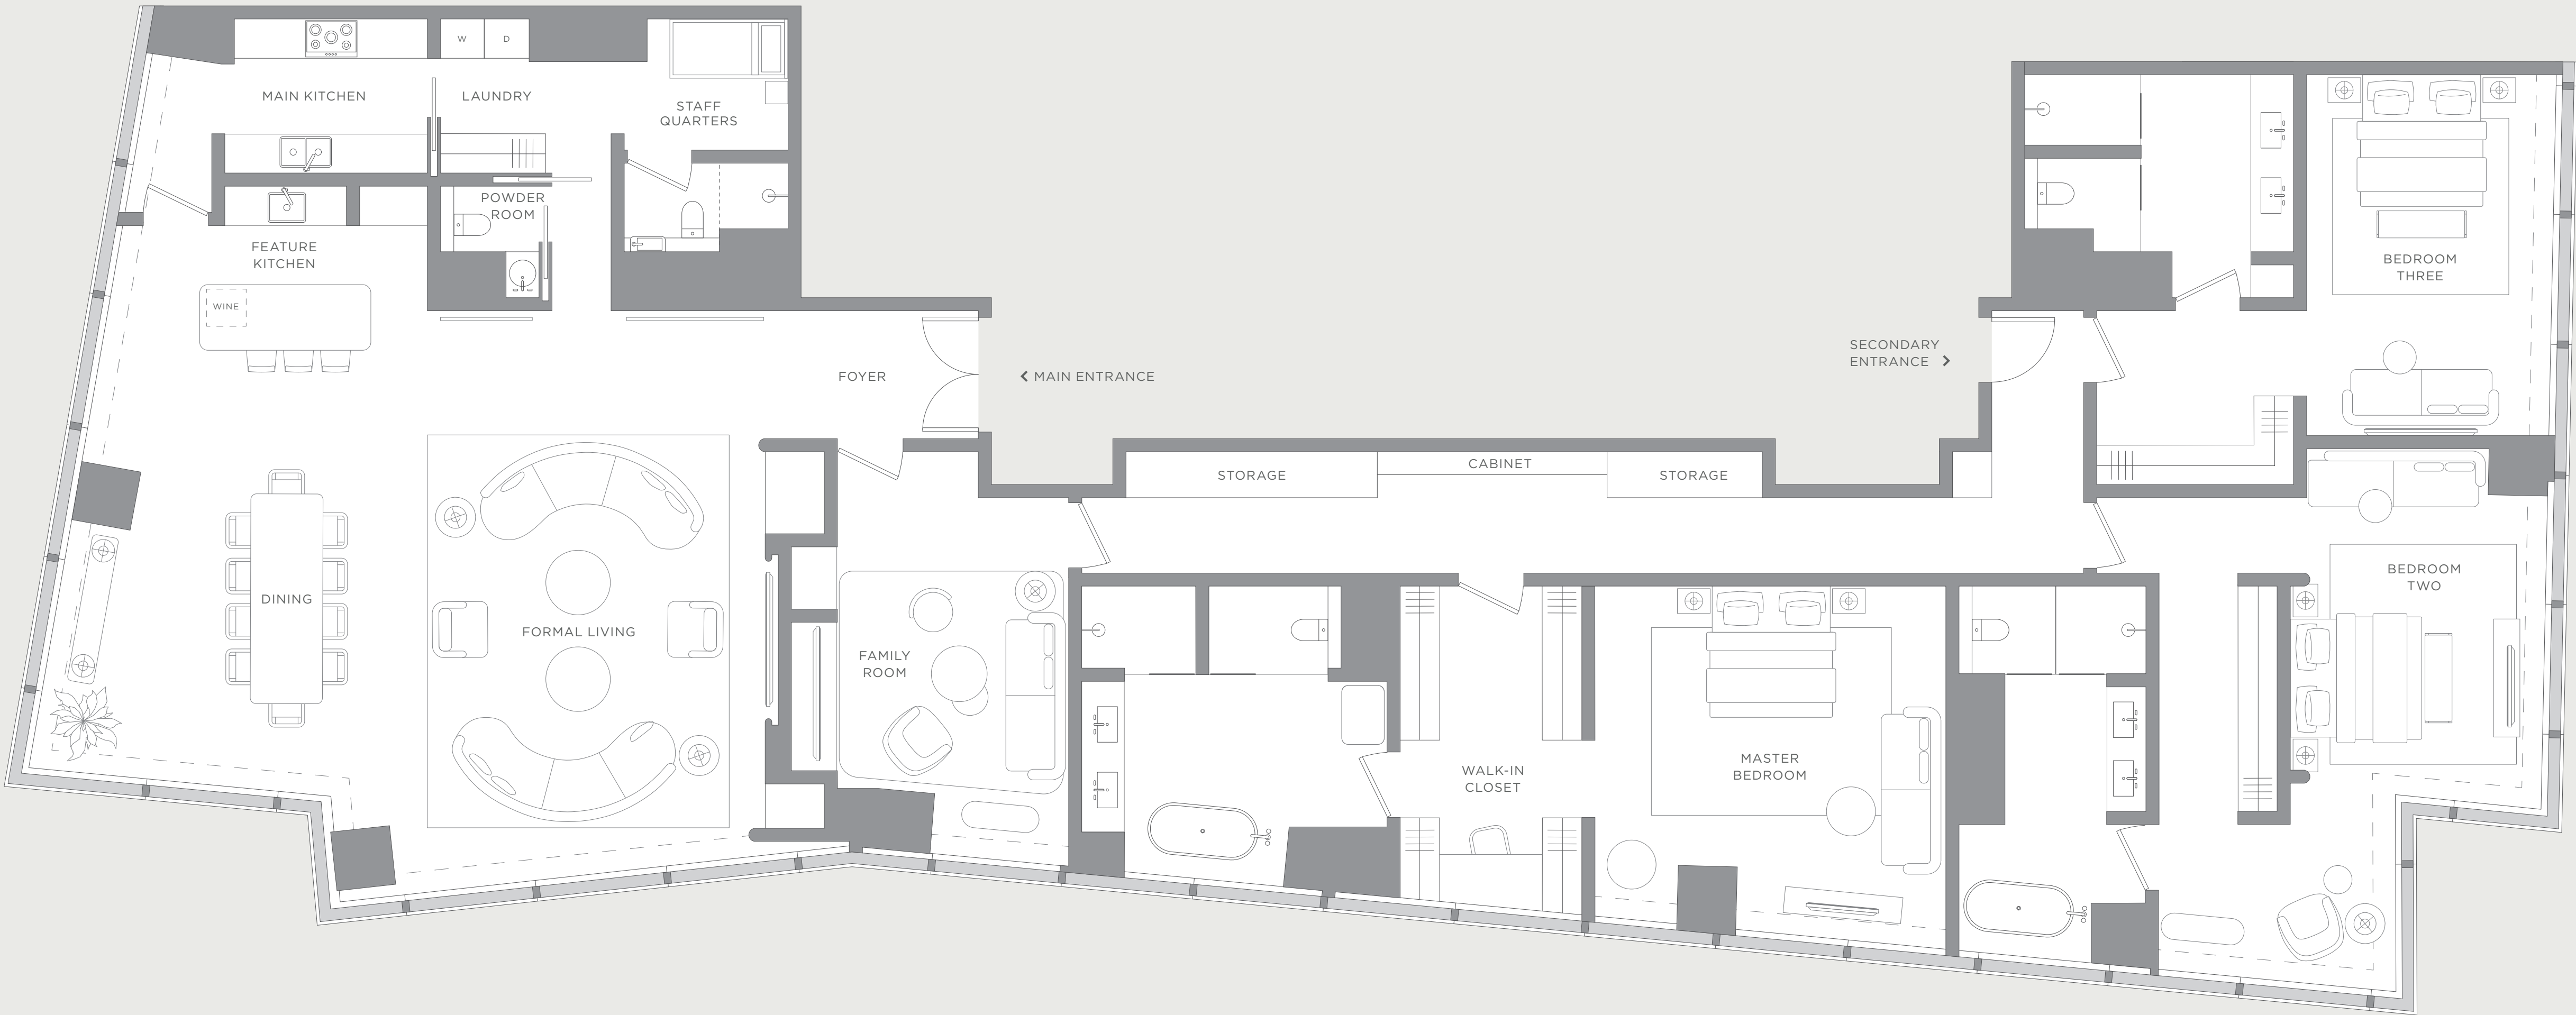 W
D
MAIN KITCHEN
LAUNDRY
STAFF
QUARTERS
POWDER
ROOM
FEATURE
KITCHEN
WINE
FOYER
MAIN ENTRANCE
SECONDARY
ENTRANCE
BEDROOM
THREE
STORAGE
CABINET
STORAGE
DINING
FORMAL LIVING
FAMILY
ROOM
WALK-IN
CLOSET
MASTER
BEDROOM
BEDROOM
TWO